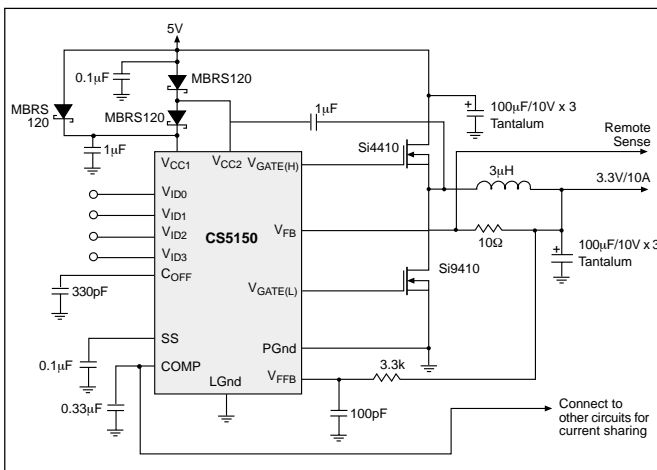 5V
0.1µF
MBRS120
MBRS
120
MBRS120
1µF
1µF
100µF/10V x 3
Tantalum
Si4410
Remote
Sense
3µH
3.3V/10A
VCC1
VCC2
VGATE(H)
VID0
VID1
VID2
VID3
CS5150
VFB
10Ω
100µF/10V x 3
Tantalum
COFF
330pF
VGATE(L)
Si9410
SS
PGnd
0.1µF
COMP
VFFB
3.3k
LGnd
0.33µF
100pF
Connect to
other circuits for
current sharing